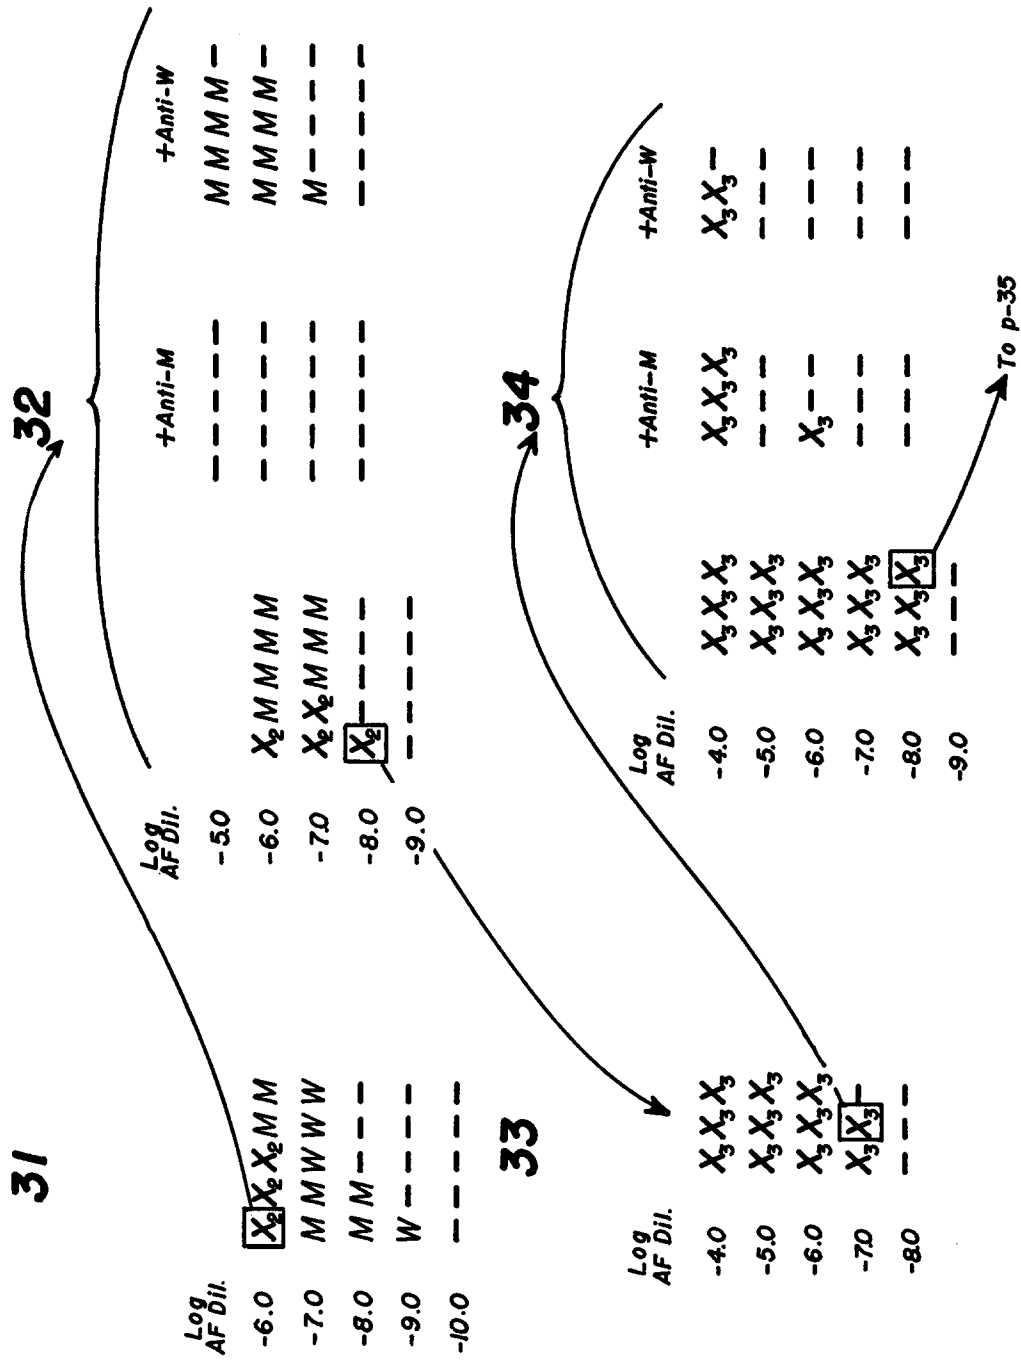 31
Log
AF Dil.
-6.0 X₂ X₂ X₂ M M
-7.0 M M W W W
-8.0 M M – – –
-9.0 W – – – –
-10.0 – – – – –
32
Log
AF Dil. +Anti-M +Anti-W
-5.0 – – – – – M M M M –
-6.0 X₂ M M M M – – – – – M M M M –
-7.0 X₂ X₂ M M M – – – – – M – – – –
-8.0 X₂ – – – – – – – – – – – – – –
-9.0 – – – – –
33
Log
AF Dil.
-4.0 X₃ X₃ X₃
-5.0 X₃ X₃ X₃
-6.0 X₃ X₃ X₃
-7.0 X₃ X₃ –
-8.0 – – –
34
Log
AF Dil. +Anti-M +Anti-W
-4.0 X₃ X₃ X₃ X₃ X₃ X₃ X₃ X₃ –
-5.0 X₃ X₃ X₃ – – – – – –
-6.0 X₃ X₃ X₃ X₃ – – – – –
-7.0 X₃ X₃ X₃ – – – – – –
-8.0 X₃ X₃ X₃ – – – – – –
-9.0 – – –
To p-35